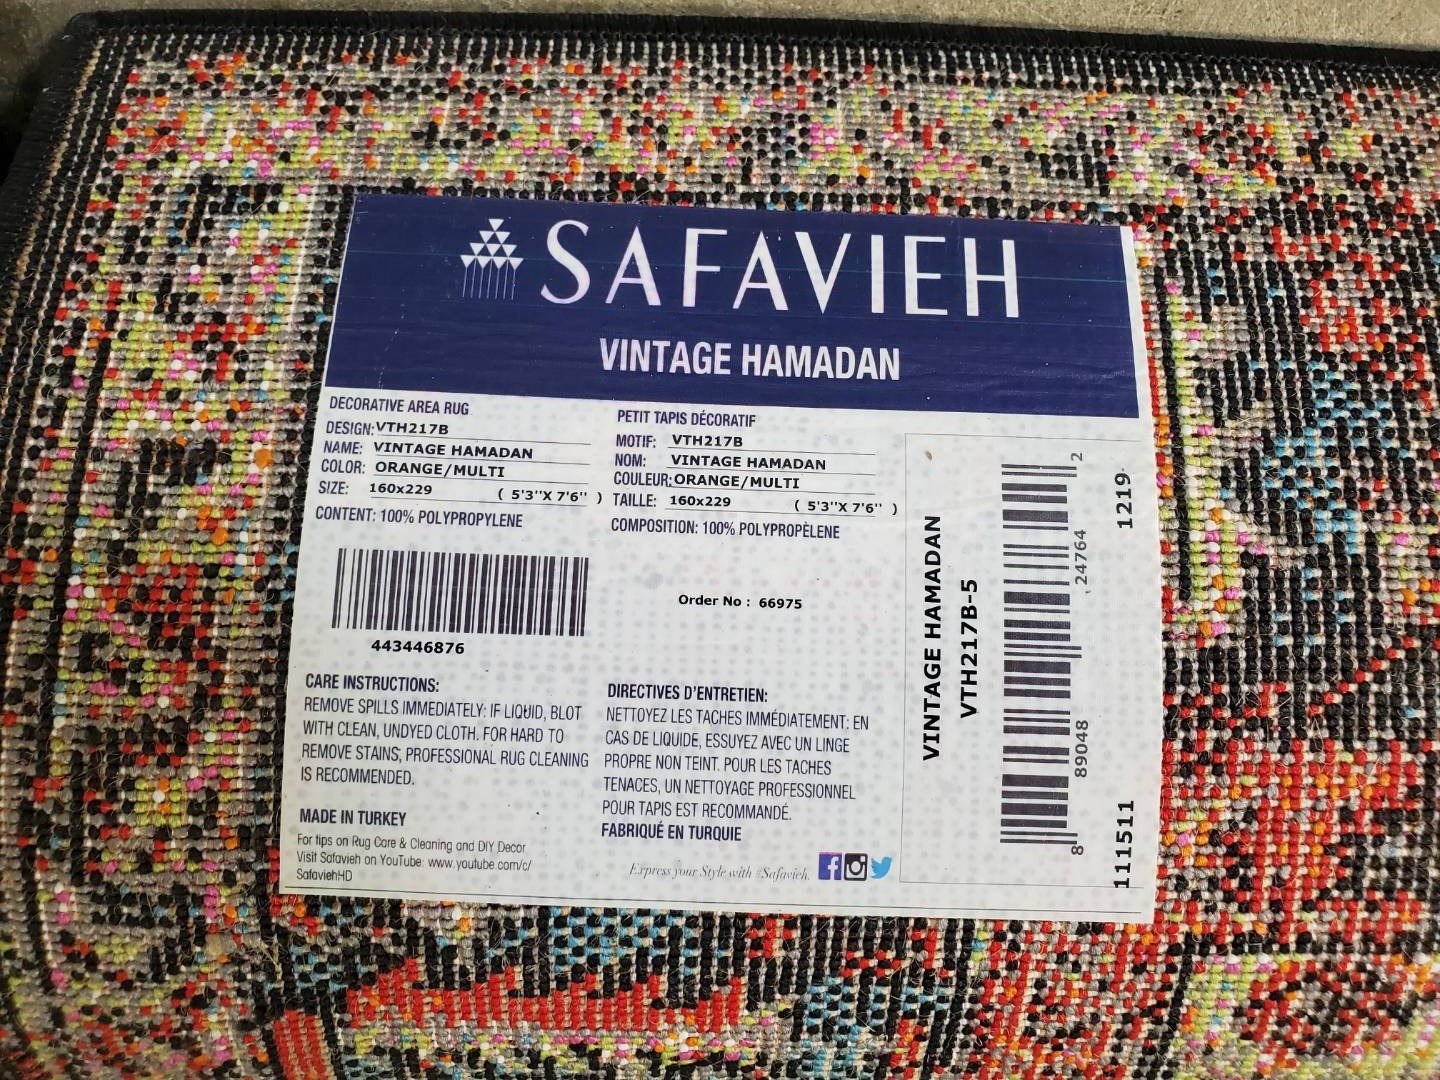 SAFAVIEH
VINTAGE HAMADAN
DECORATIVE AREA RUG
DESIGN: VTH217B
NAME: VINTAGE HAMADAN
COLOR: ORANGE/MULTI
SIZE: 160x229 ( 5'3''X 7'6'' )
CONTENT: 100% POLYPROPYLENE
443446876
CARE INSTRUCTIONS:
REMOVE SPILLS IMMEDIATELY: IF LIQUID, BLOT
WITH CLEAN, UNDYED CLOTH. FOR HARD TO
REMOVE STAINS, PROFESSIONAL RUG CLEANING
IS RECOMMENDED.
MADE IN TURKEY
For tips on Rug Care & Cleaning and DIY Decor
Visit Safavieh on YouTube: www.youtube.com/c/
SafaviehHD
PETIT TAPIS DÉCORATIF
MOTIF: VTH217B
NOM: VINTAGE HAMADAN
COULEUR: ORANGE/MULTI
TAILLE: 160x229 ( 5'3''X 7'6'' )
COMPOSITION: 100% POLYPROPÈLENE
Order No : 66975
DIRECTIVES D'ENTRETIEN:
NETTOYEZ LES TACHES IMMÉDIATEMENT: EN
CAS DE LIQUIDE, ESSUYEZ AVEC UN LINGE
PROPRE NON TEINT. POUR LES TACHES
TENACES, UN NETTOYAGE PROFESSIONNEL
POUR TAPIS EST RECOMMANDÉ.
FABRIQUÉ EN TURQUIE
Express your Style with #Safavieh.
VINTAGE HAMADAN
VTH217B-5
8 89048 24764 2
111511 1219